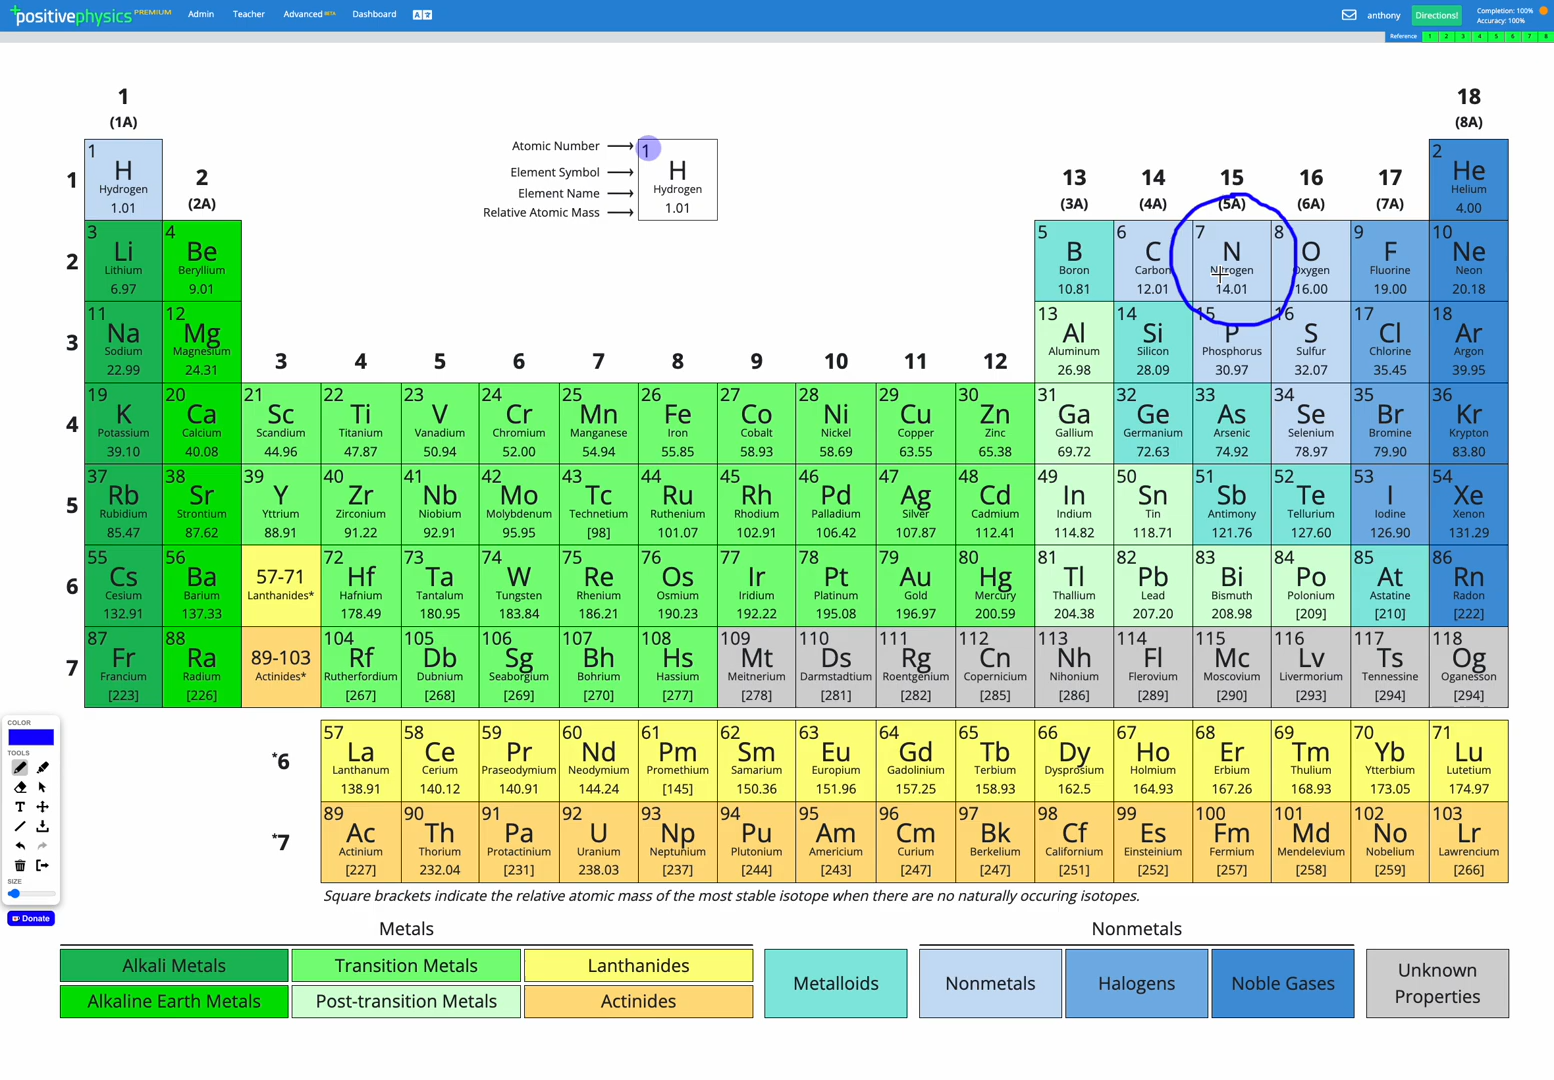 positivephysics PREMIUM Admin Teacher Advanced BETA Dashboard anthony Directions! Completion: 100%
Accuracy: 100%
Reference 1 2 3 4 5 6 7 8
1 18
(1A) (8A)
Atomic Number 1
Element Symbol H
Element Name Hydrogen
Relative Atomic Mass 1.01
2 13 14 15 16 17
(2A) (3A) (4A) (5A) (6A) (7A)
1
1 2
H He
Hydrogen Helium
1.01 4.00
2
3 4 5 6 7 8 9 10
Li Be B C N O F Ne
Lithium Beryllium Boron Carbon Nitrogen Oxygen Fluorine Neon
6.97 9.01 10.81 12.01 14.01 16.00 19.00 20.18
3
11 12 13 14 15 16 17 18
Na Mg Al Si P S Cl Ar
Sodium Magnesium Aluminum Silicon Phosphorus Sulfur Chlorine Argon
22.99 24.31 26.98 28.09 30.97 32.07 35.45 39.95
3 4 5 6 7 8 9 10 11 12
4
19 20 21 22 23 24 25 26 27 28 29 30 31 32 33 34 35 36
K Ca Sc Ti V Cr Mn Fe Co Ni Cu Zn Ga Ge As Se Br Kr
Potassium Calcium Scandium Titanium Vanadium Chromium Manganese Iron Cobalt Nickel Copper Zinc Gallium Germanium Arsenic Selenium Bromine Krypton
39.10 40.08 44.96 47.87 50.94 52.00 54.94 55.85 58.93 58.69 63.55 65.38 69.72 72.63 74.92 78.97 79.90 83.80
5
37 38 39 40 41 42 43 44 45 46 47 48 49 50 51 52 53 54
Rb Sr Y Zr Nb Mo Tc Ru Rh Pd Ag Cd In Sn Sb Te I Xe
Rubidium Strontium Yttrium Zirconium Niobium Molybdenum Technetium Ruthenium Rhodium Palladium Silver Cadmium Indium Tin Antimony Tellurium Iodine Xenon
85.47 87.62 88.91 91.22 92.91 95.95 [98] 101.07 102.91 106.42 107.87 112.41 114.82 118.71 121.76 127.60 126.90 131.29
6
55 56 57-71 72 73 74 75 76 77 78 79 80 81 82 83 84 85 86
Cs Ba Hf Ta W Re Os Ir Pt Au Hg Tl Pb Bi Po At Rn
Cesium Barium Lanthanides* Hafnium Tantalum Tungsten Rhenium Osmium Iridium Platinum Gold Mercury Thallium Lead Bismuth Polonium Astatine Radon
132.91 137.33 178.49 180.95 183.84 186.21 190.23 192.22 195.08 196.97 200.59 204.38 207.20 208.98 [209] [210] [222]
7
87 88 89-103 104 105 106 107 108 109 110 111 112 113 114 115 116 117 118
Fr Ra Rf Db Sg Bh Hs Mt Ds Rg Cn Nh Fl Mc Lv Ts Og
Francium Radium Actinides* Rutherfordium Dubnium Seaborgium Bohrium Hassium Meitnerium Darmstadtium Roentgenium Copernicium Nihonium Flerovium Moscovium Livermorium Tennessine Oganesson
[223] [226] [267] [268] [269] [270] [277] [278] [281] [282] [285] [286] [289] [290] [293] [294] [294]
*6
57 58 59 60 61 62 63 64 65 66 67 68 69 70 71
La Ce Pr Nd Pm Sm Eu Gd Tb Dy Ho Er Tm Yb Lu
Lanthanum Cerium Praseodymium Neodymium Promethium Samarium Europium Gadolinium Terbium Dysprosium Holmium Erbium Thulium Ytterbium Lutetium
138.91 140.12 140.91 144.24 [145] 150.36 151.96 157.25 158.93 162.5 164.93 167.26 168.93 173.05 174.97
*7
89 90 91 92 93 94 95 96 97 98 99 100 101 102 103
Ac Th Pa U Np Pu Am Cm Bk Cf Es Fm Md No Lr
Actinium Thorium Protactinium Uranium Neptunium Plutonium Americium Curium Berkelium Californium Einsteinium Fermium Mendelevium Nobelium Lawrencium
[227] 232.04 [231] 238.03 [237] [244] [243] [247] [247] [251] [252] [257] [258] [259] [266]
Square brackets indicate the relative atomic mass of the most stable isotope when there are no naturally occuring isotopes.
Metals Nonmetals
Alkali Metals Transition Metals Lanthanides
Alkaline Earth Metals Post-transition Metals Actinides
Metalloids Nonmetals Halogens Noble Gases
Unknown
Properties
COLOR
TOOLS
T
SIZE
Donate